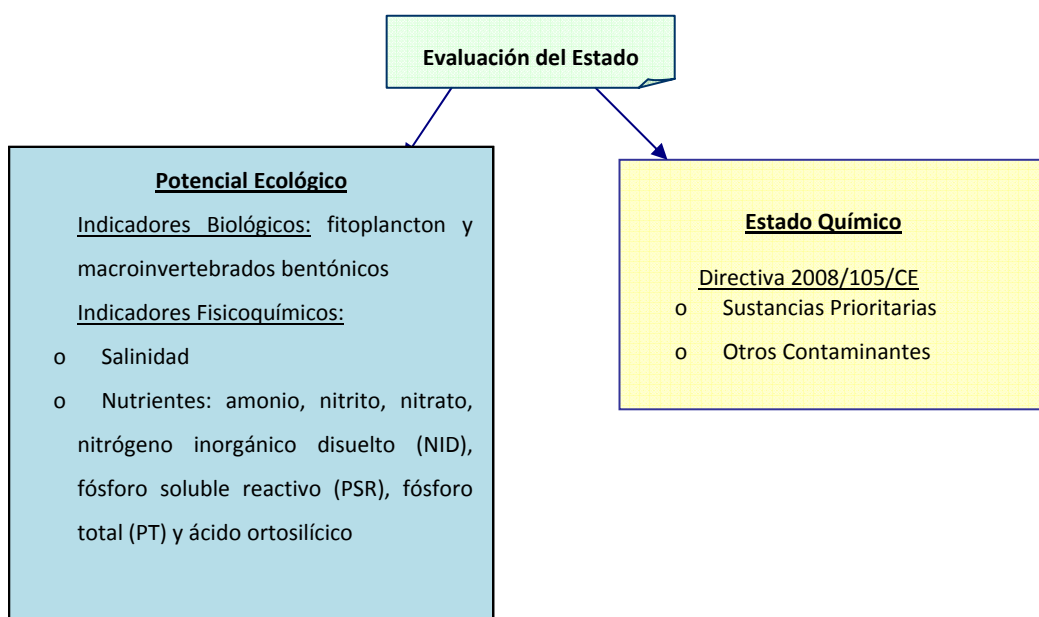 Evaluación del Estado
Potencial Ecológico
Indicadores Biológicos: fitoplancton y
macroinvertebrados bentónicos
Indicadores Fisicoquímicos:
o Salinidad
o Nutrientes: amonio, nitrito, nitrato,
nitrógeno inorgánico disuelto (NID),
fósforo soluble reactivo (PSR), fósforo
total (PT) y ácido ortosilícico
Estado Químico
Directiva 2008/105/CE
o Sustancias Prioritarias
o Otros Contaminantes